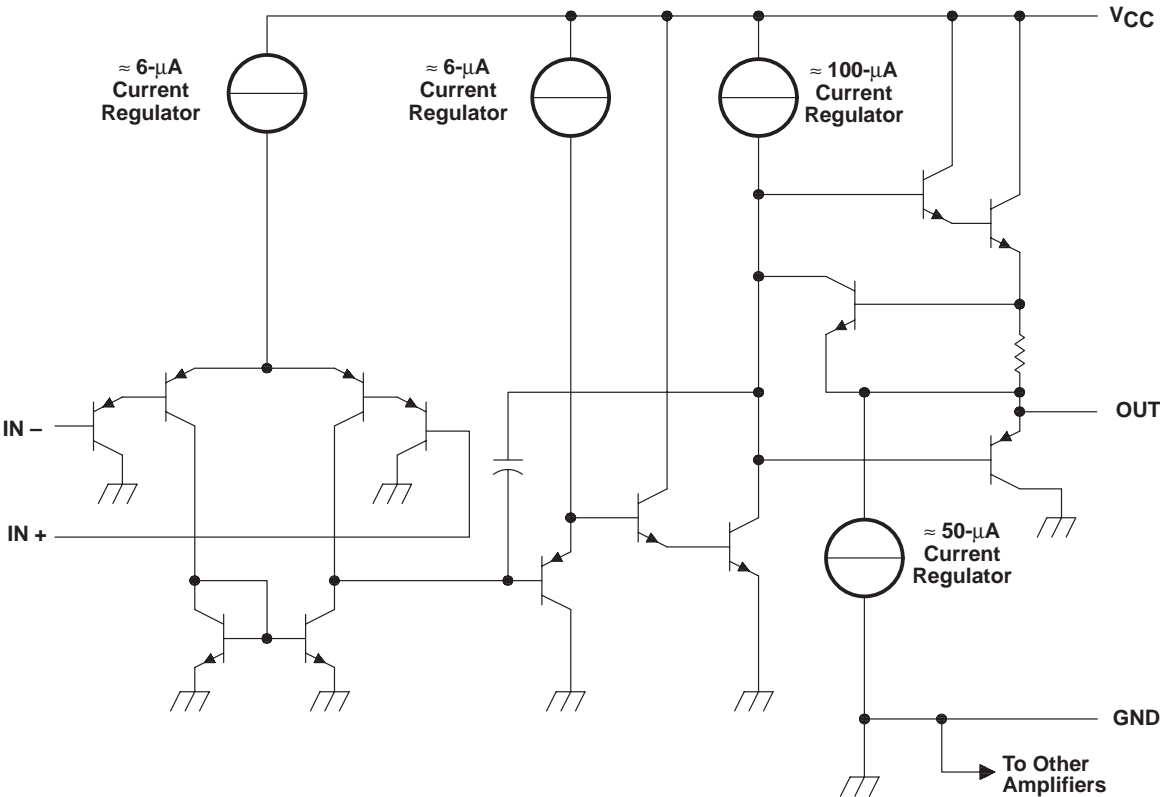 VCC
≈ 6-μA
Current
Regulator
≈ 6-μA
Current
Regulator
≈ 100-μA
Current
Regulator
OUT
IN –
IN +
≈ 50-μA
Current
Regulator
GND
To Other
Amplifiers